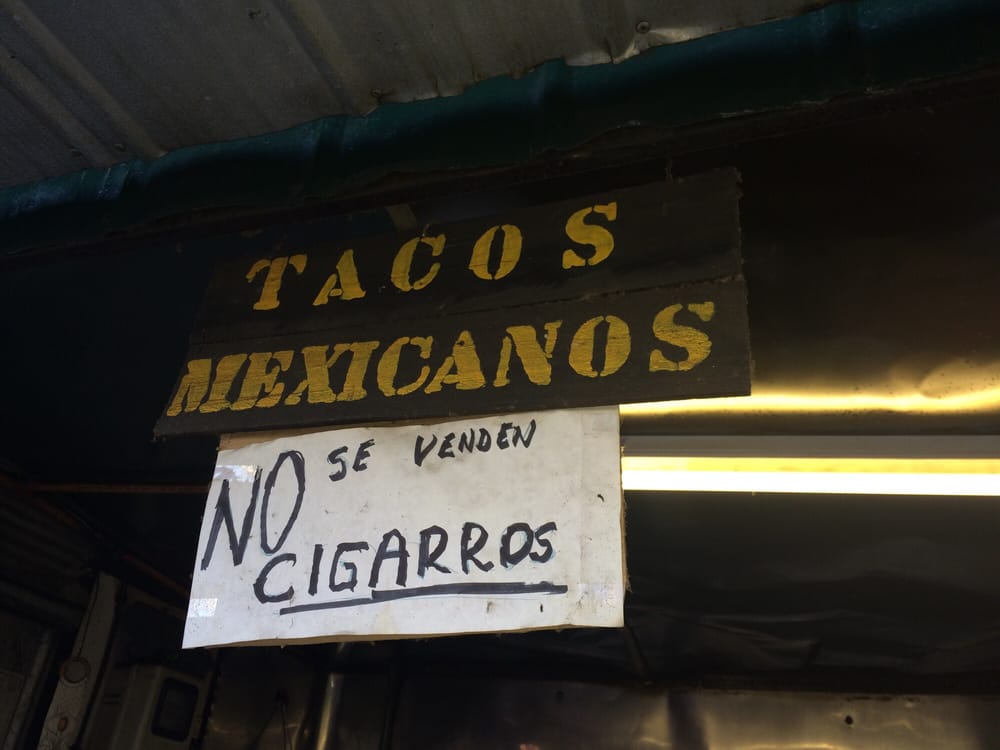 TACOS
MEXICANOS
NO SE VENDEN
CIGARROS